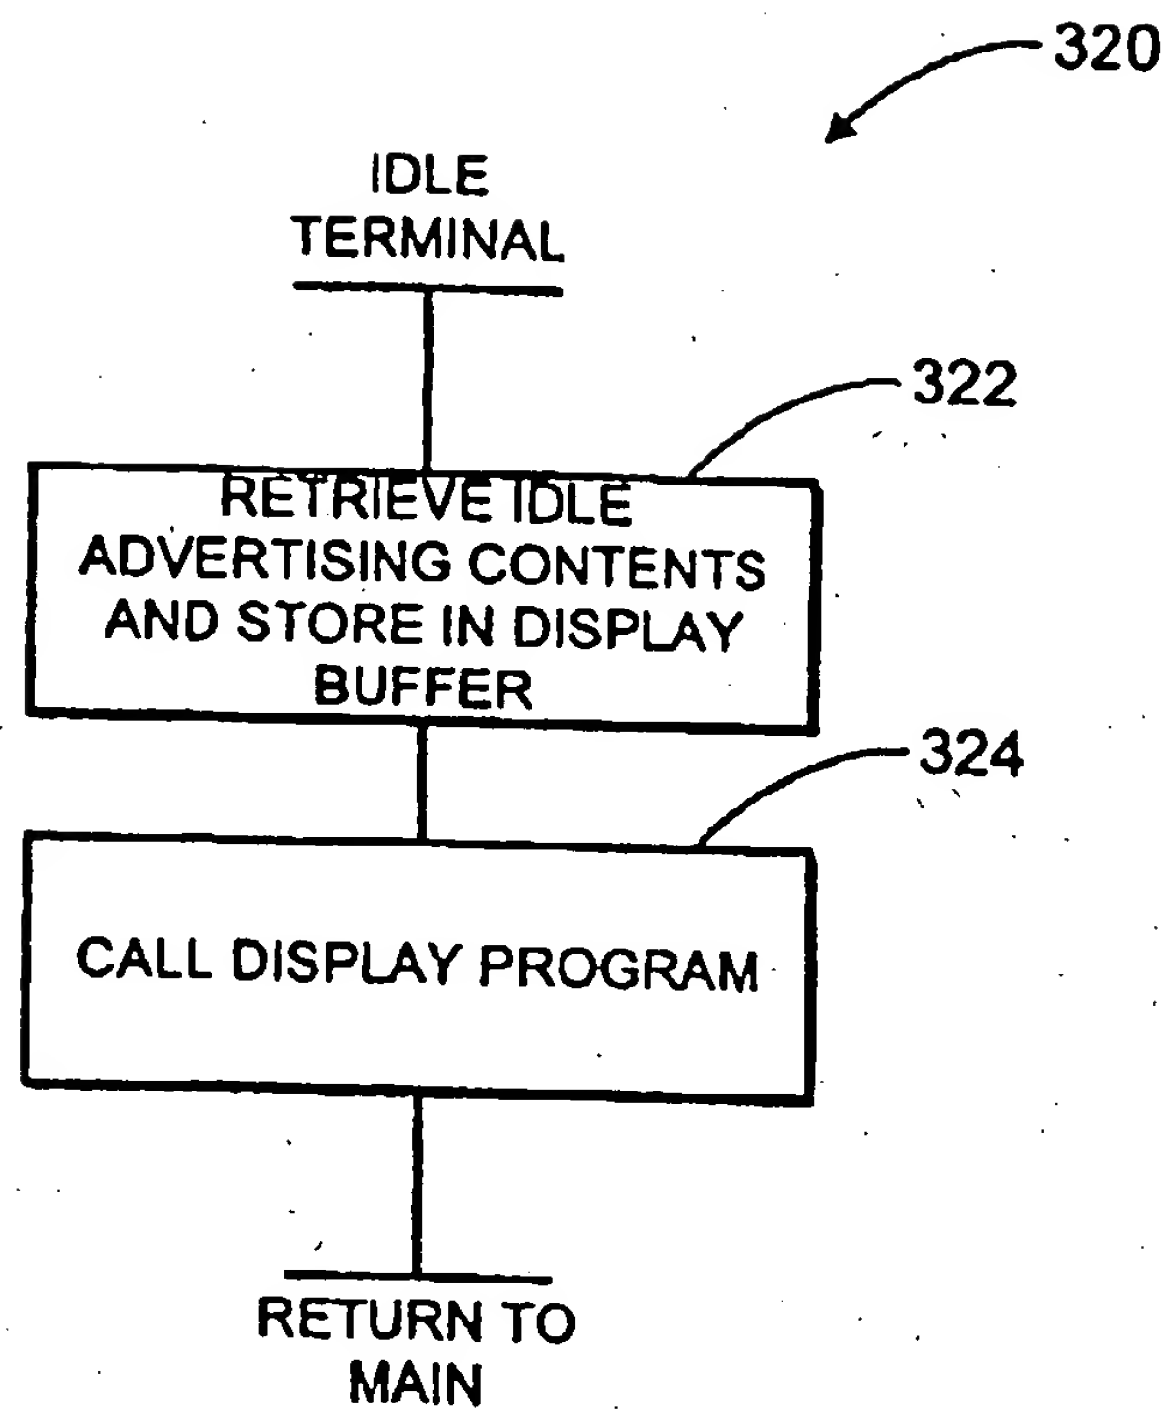 320
IDLE
TERMINAL
322
RETRIEVE IDLE
ADVERTISING CONTENTS
AND STORE IN DISPLAY
BUFFER
324
CALL DISPLAY PROGRAM
RETURN TO
MAIN